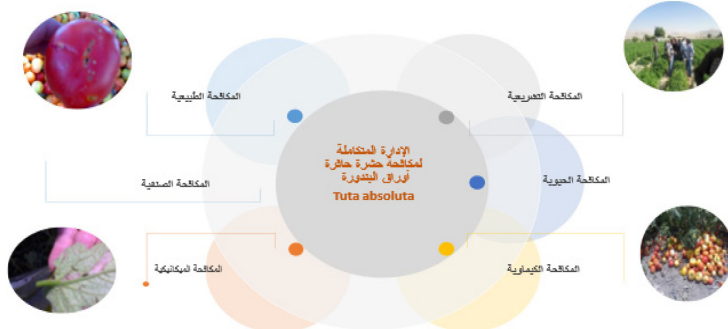 المكافحة التشريعية
المكافحة الطبيعية
الإدارة المتكاملة
لمكافحة حشرة حافرة
أوراق البندورة
Tuta absoluta
المكافحة الحيوية
المكافحة الصنفية
المكافحة الكيماوية
المكافحة الميكانيكية